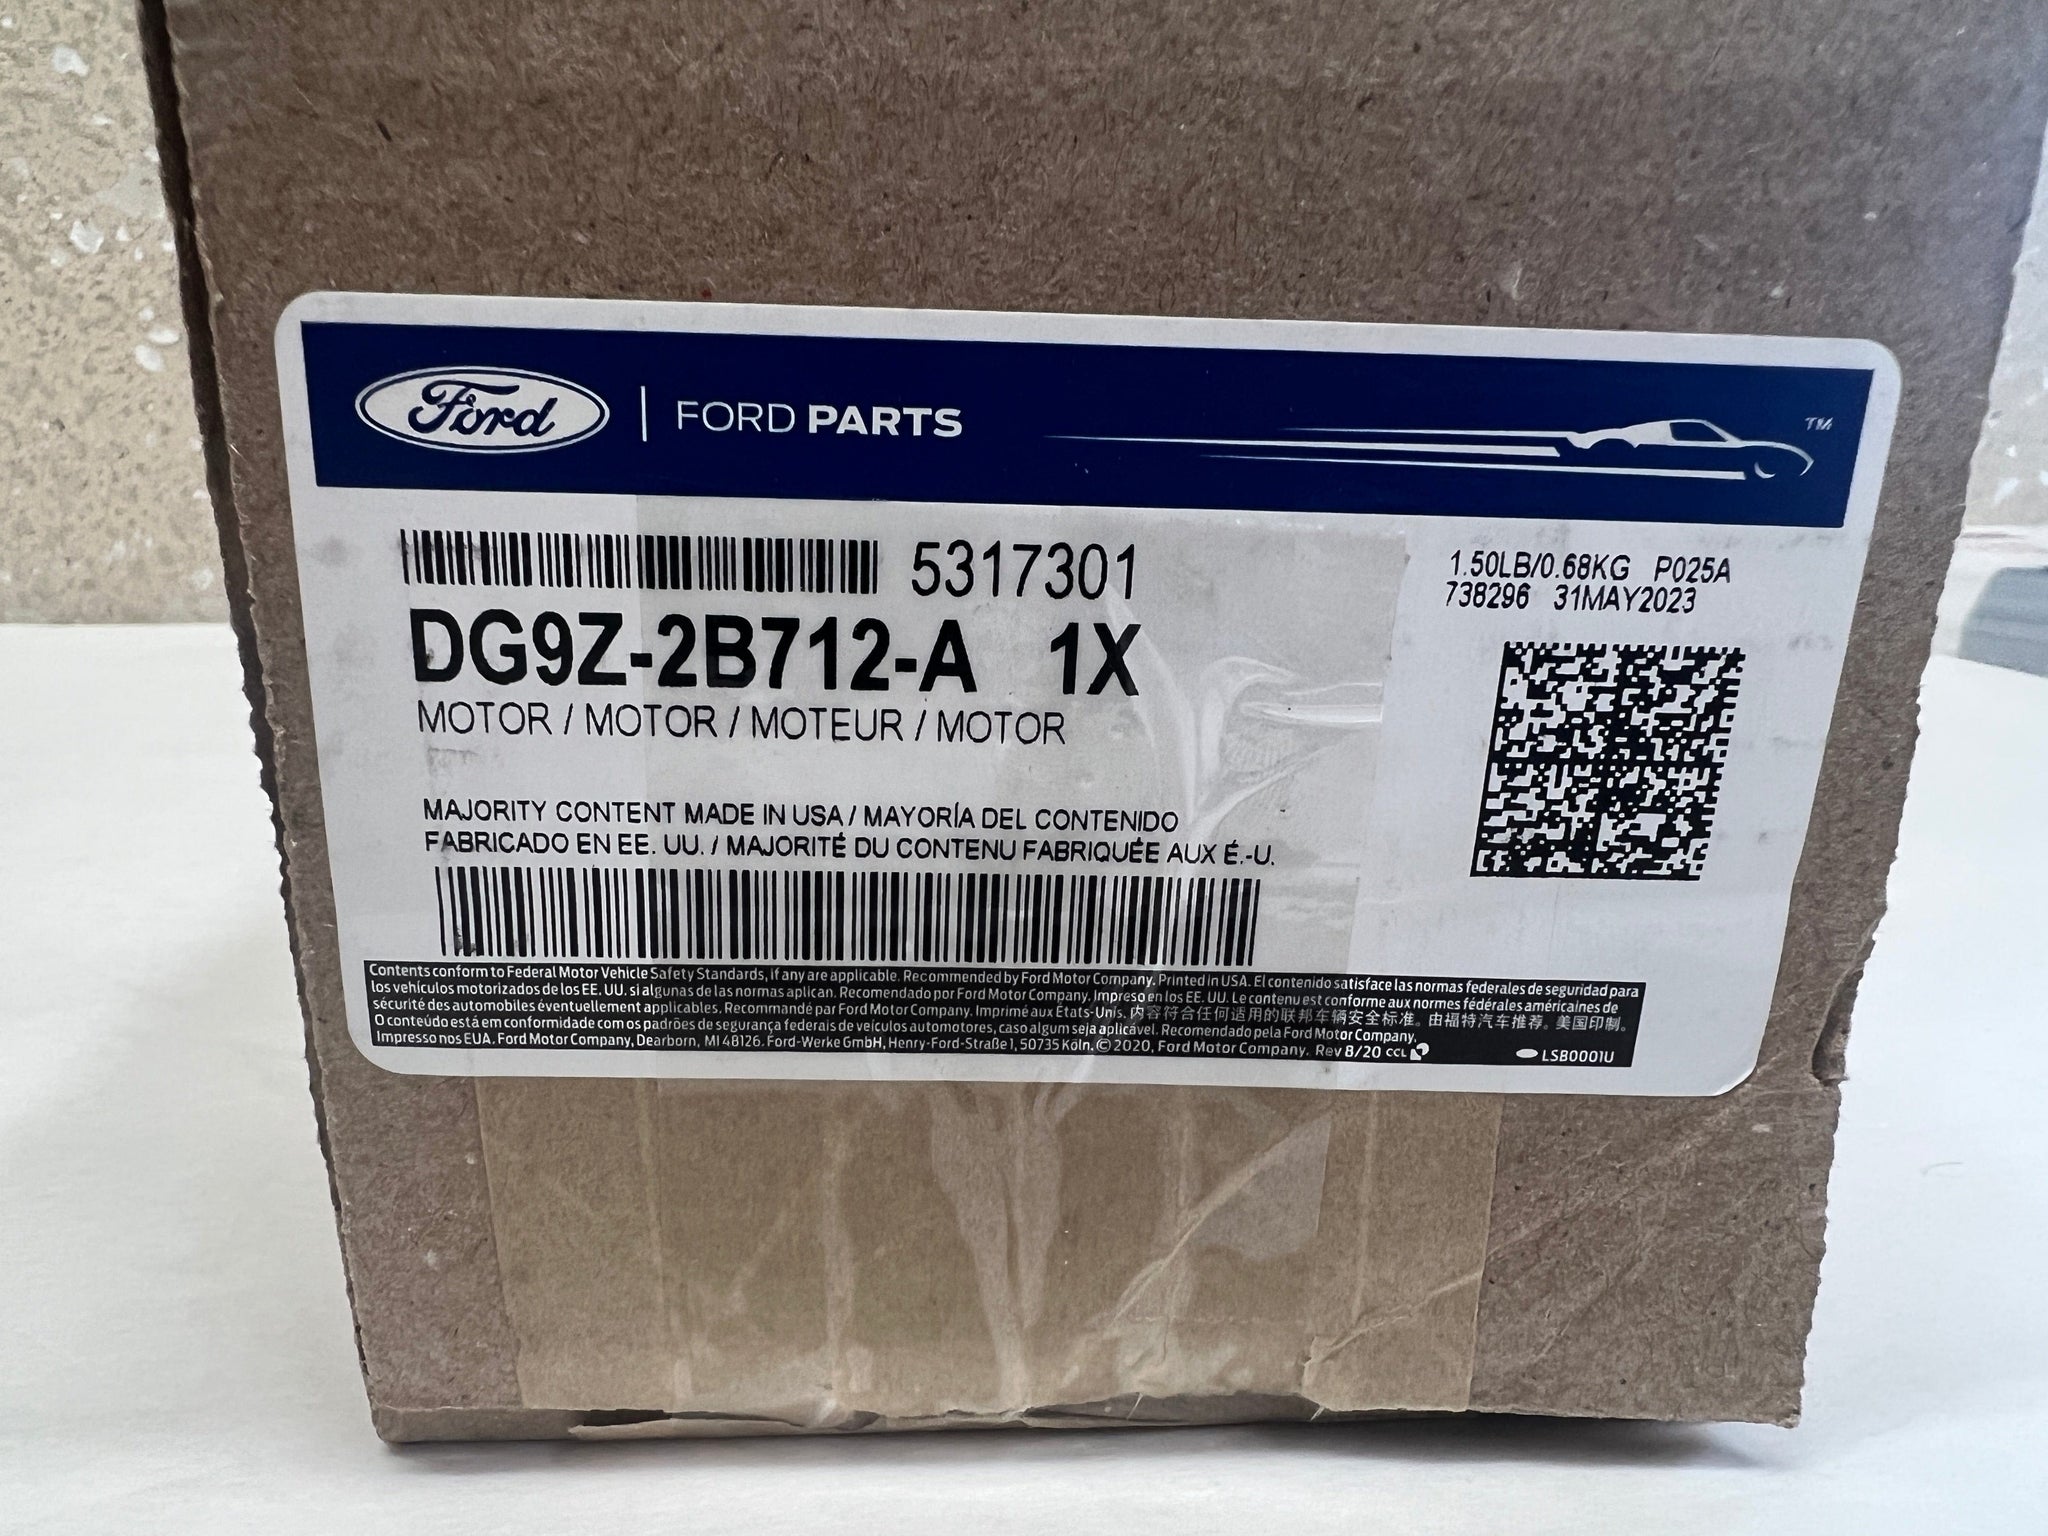 Ford | FORD PARTS ™
5317301
1.50LB/0.68KG P025A
738296 31MAY2023
DG9Z-2B712-A 1X
MOTOR / MOTOR / MOTEUR / MOTOR
MAJORITY CONTENT MADE IN USA / MAYORÍA DEL CONTENIDO
FABRICADO EN EE. UU. / MAJORITÉ DU CONTENU FABRIQUÉE AUX É.-U.
Contents conform to Federal Motor Vehicle Safety Standards, if any are applicable. Recommended by Ford Motor Company. Printed in USA. El contenido satisface las normas federales de seguridad para
los vehículos motorizados de los EE. UU. si algunas de las normas aplican. Recomendado por Ford Motor Company. Impreso en los EE. UU. Le contenu est conforme aux normes fédérales américaines de
sécurité des automobiles éventuellement applicables. Recommandé par Ford Motor Company. Imprimé aux États-Unis. 内容符合任何适用的联邦车辆安全标准。由福特汽车推荐。美国印制。
O conteúdo está em conformidade com os padrões de segurança federais de veículos automotores, caso algum seja aplicável. Recomendado pela Ford Motor Company.
Impresso nos EUA. Ford Motor Company, Dearborn, MI 48126. Ford-Werke GmbH, Henry-Ford-Straße 1, 50735 Köln. © 2020, Ford Motor Company. Rev 8/20 CCL
LSB0001U